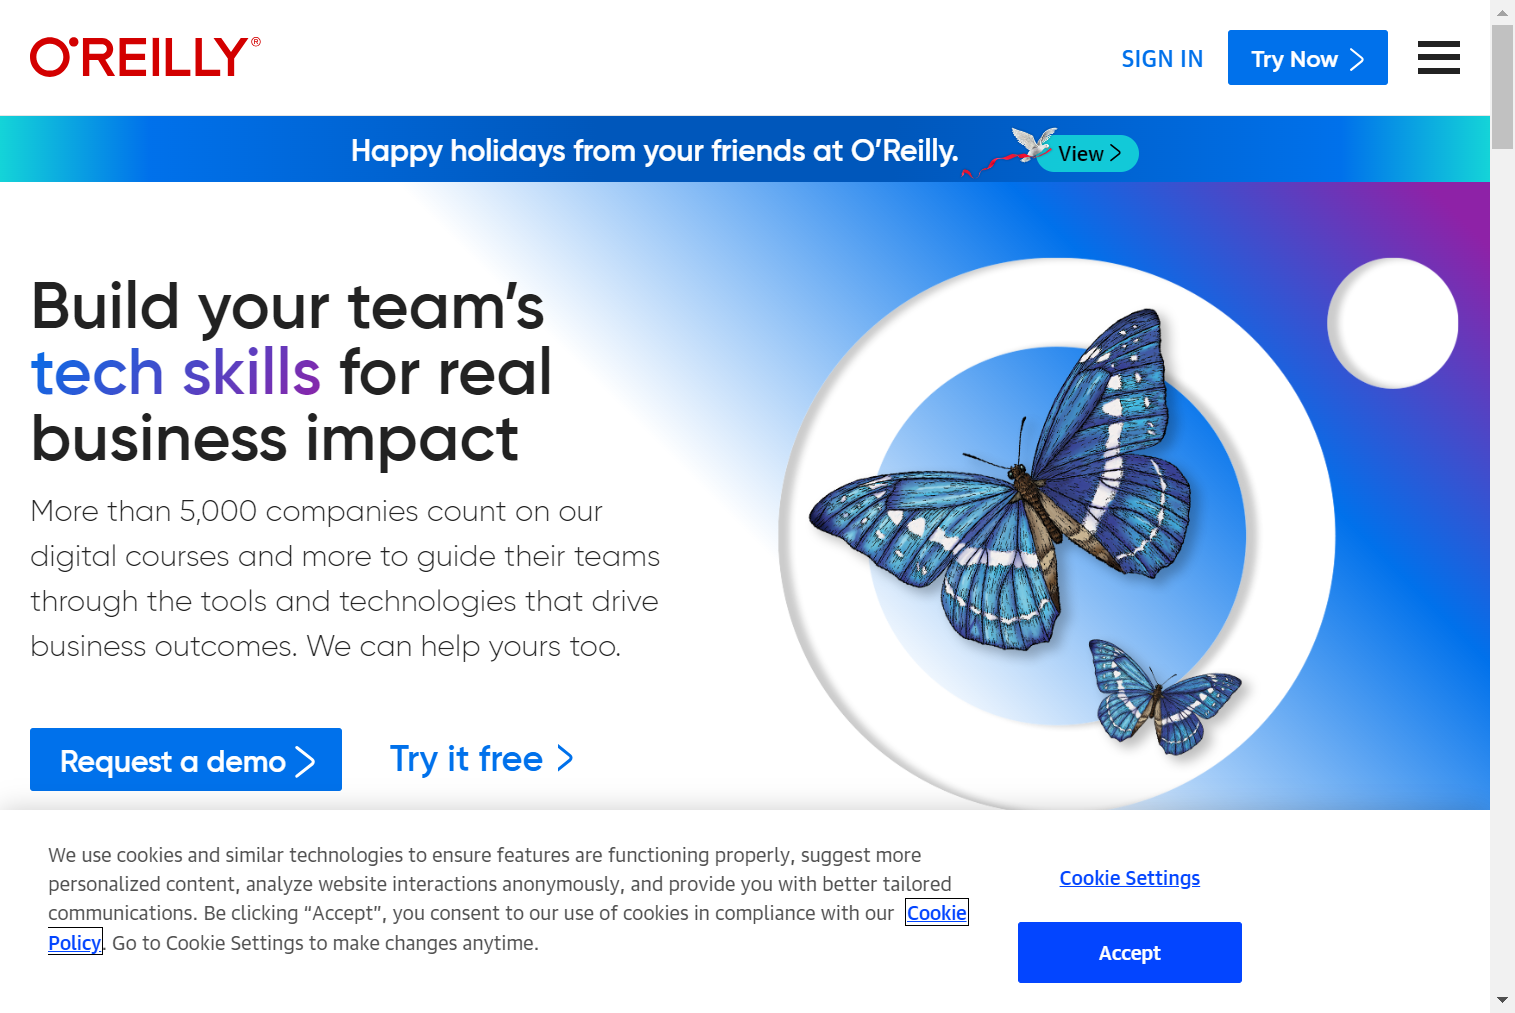 O'REILLY®
SIGN IN
Try Now
Happy holidays from your friends at O’Reilly.
View
Build your team’s
tech skills for real
business impact
More than 5,000 companies count on our
digital courses and more to guide their teams
through the tools and technologies that drive
business outcomes. We can help yours too.
Request a demo
Try it free
We use cookies and similar technologies to ensure features are functioning properly, suggest more
personalized content, analyze website interactions anonymously, and provide you with better tailored
communications. Be clicking “Accept”, you consent to our use of cookies in compliance with our Cookie
Policy. Go to Cookie Settings to make changes anytime.
Cookie Settings
Accept